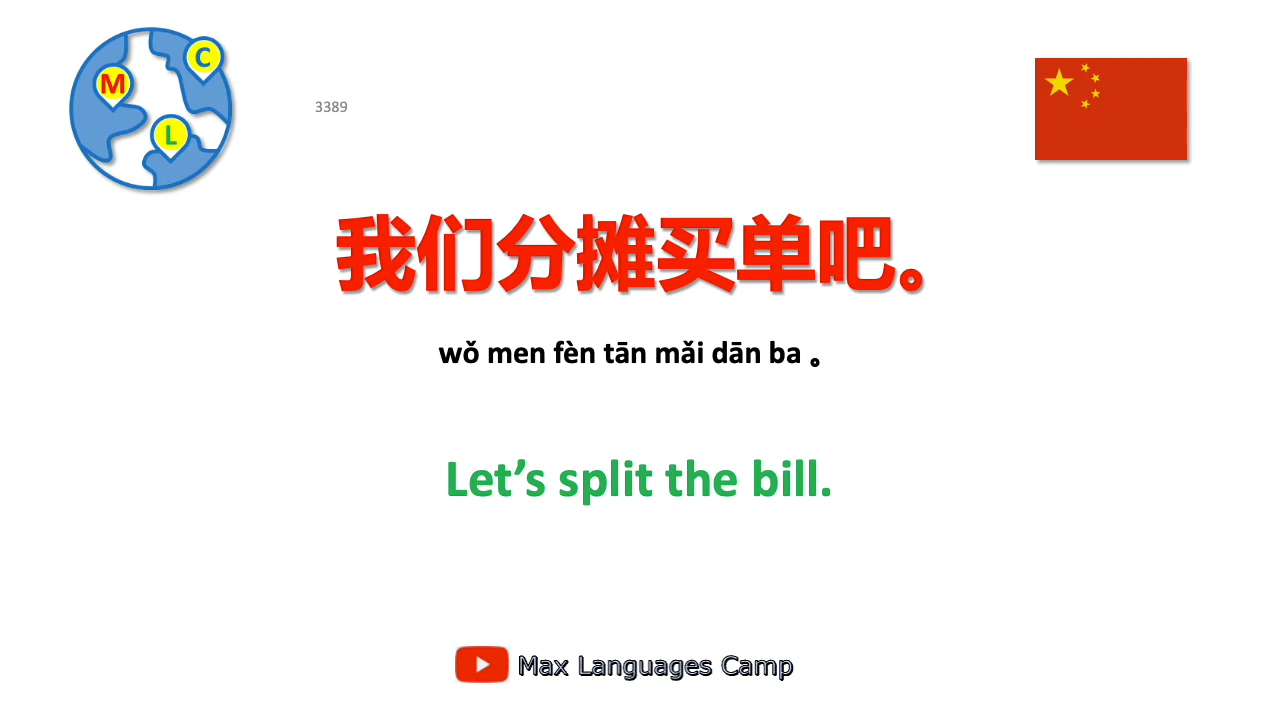 M
C
L
3389
我们分摊买单吧。
wǒ men fèn tān mǎi dān ba 。
Let’s split the bill.
Max Languages Camp